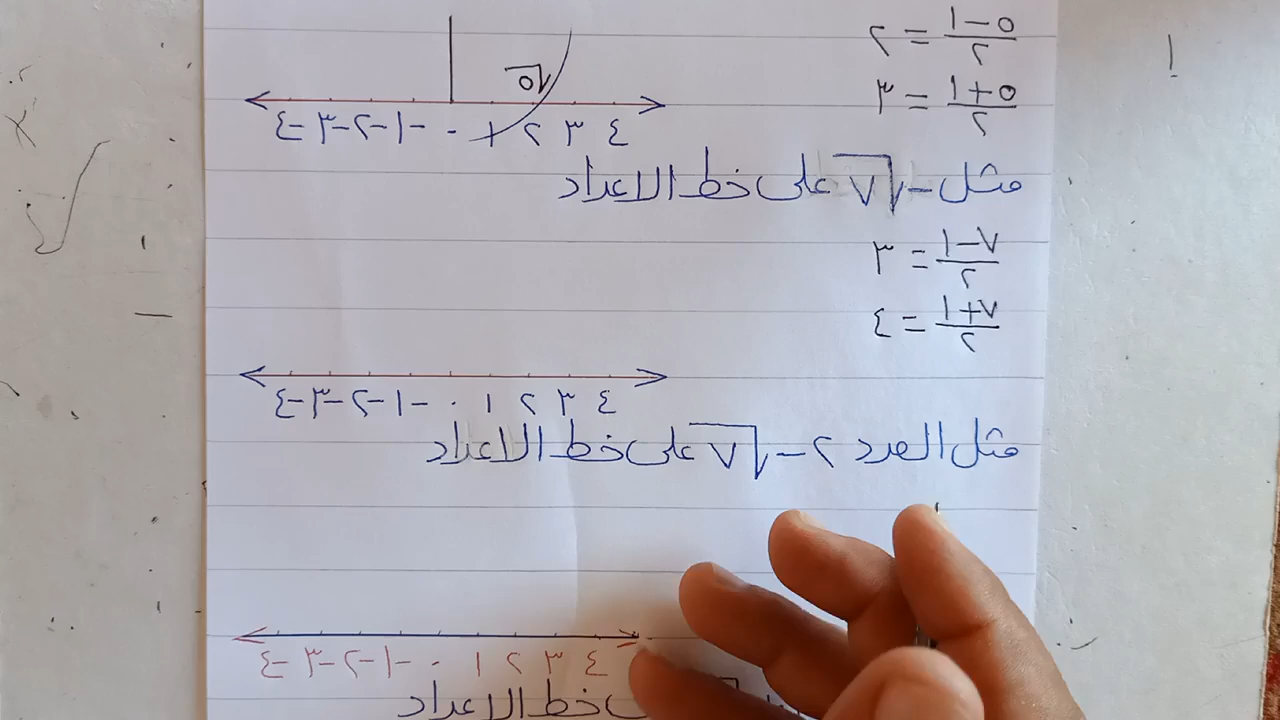 (٥-١)/٢ = ٢
(٥+١)/٢ = ٣
√٥
-٤ -٣ -٢ -١ ٠ ١ ٢ ٣ ٤
مثل -√٧ على خط الاعداد
(٧-١)/٢ = ٣
(٧+١)/٢ = ٤
-٤ -٣ -٢ -١ ٠ ١ ٢ ٣ ٤
مثل العدد ٢-√٧ على خط الاعداد
-٤ -٣ -٢ -١ ٠ ١ ٢ ٣ ٤
خط الاعداد